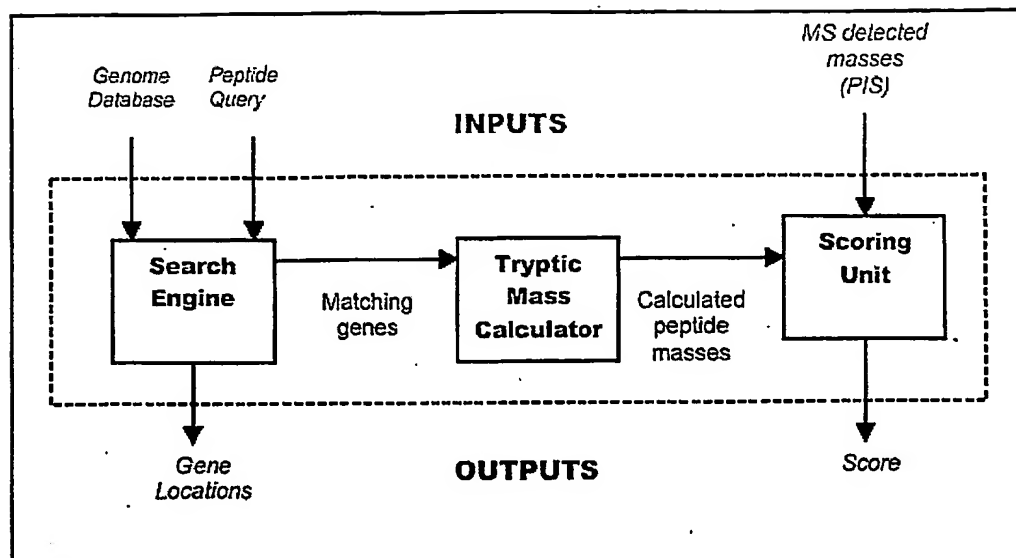 Genome
Database
Peptide
Query
MS detected
masses
(PIS)
INPUTS
Search
Engine
Matching
genes
Tryptic
Mass
Calculator
Calculated
peptide
masses
Scoring
Unit
Gene
Locations
OUTPUTS
Score